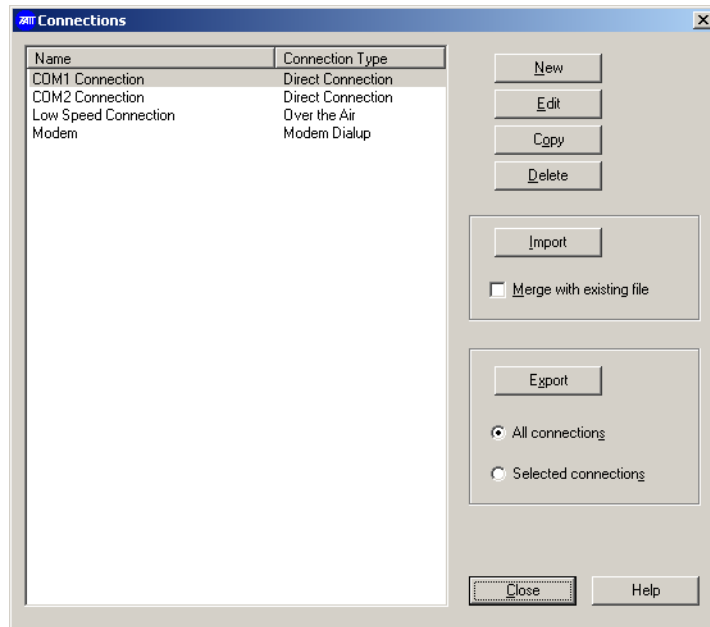 TAIT Connections
Name Connection Type
COM1 Connection Direct Connection
COM2 Connection Direct Connection
Low Speed Connection Over the Air
Modem Modem Dialup
New
Edit
Copy
Delete
Import
Merge with existing file
Export
All connections
Selected connections
Close Help